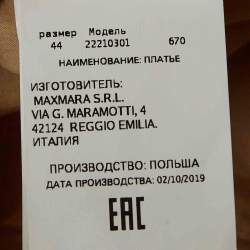 размер Модель
44 22210301 670
НАИМЕНОВАНИЕ: ПЛАТЬЕ
ИЗГОТОВИТЕЛЬ:
MAXMARA S.R.L.
VIA G. MARAMOTTI, 4
42124 REGGIO EMILIA.
ИТАЛИЯ
ПРОИЗВОДСТВО: ПОЛЬША
ДАТА ПРОИЗВОДСТВА: 02/10/2019
EAC